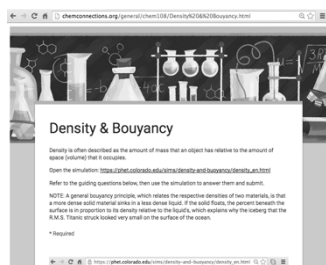 chemconnections.org/general/chem108/Density%20&%20Bouyancy.html
Density & Bouyancy
Density is often described as the amount of mass that an object has relative to the amount of
space (volume) that it occupies.
Open the simulation: https://phet.colorado.edu/sims/density-and-buoyancy/density_en.html
Refer to the guiding questions below, then use the simulation to answer them and submit.
NOTE: A general bouyancy principle, which relates the respective densities of two materials, is that
a more dense solid material sinks in a less dense liquid. If the solid floats, the percent beneath the
surface is in proportion to its density relative to the liquids, which explains why the iceberg that the
R.M.S. Titanic struck looked very small on the surface of the ocean.
* Required
https://phet.colorado.edu/sims/density-and-buoyancy/density_en.html